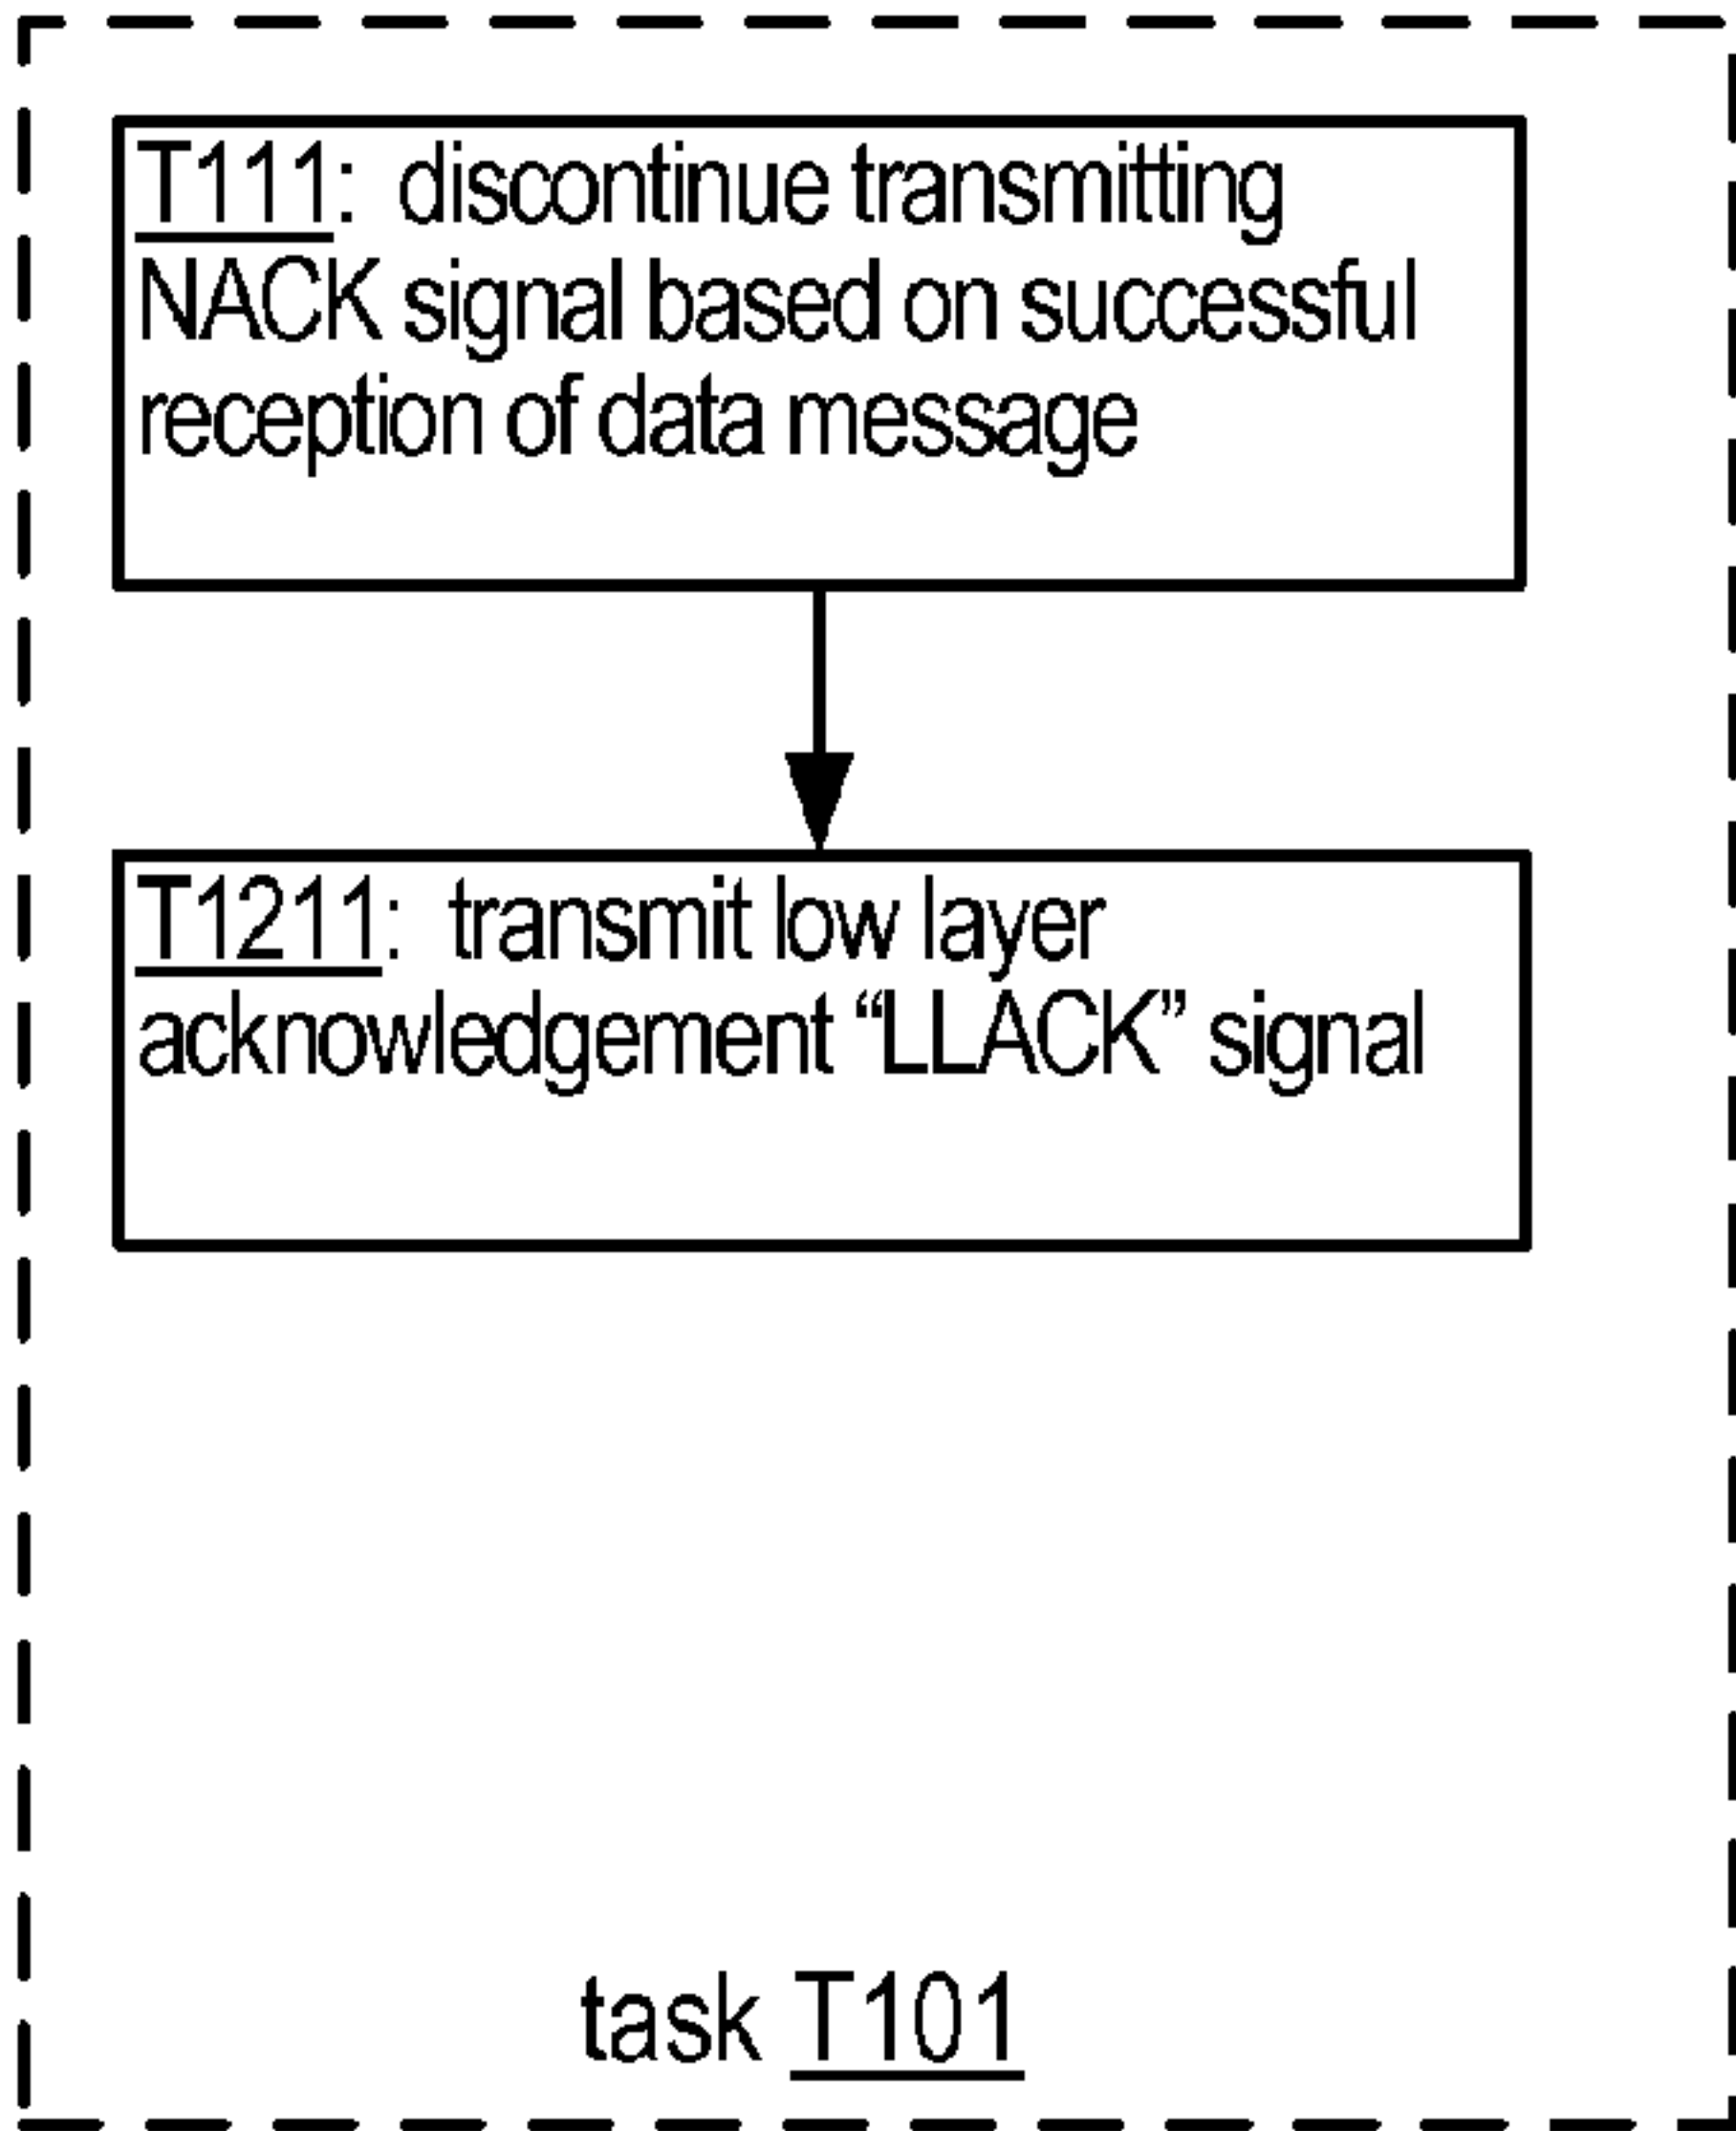 T111: discontinue transmitting
NACK signal based on successful
reception of data message
T1211: transmit low layer
acknowledgement “LLACK” signal
task T101